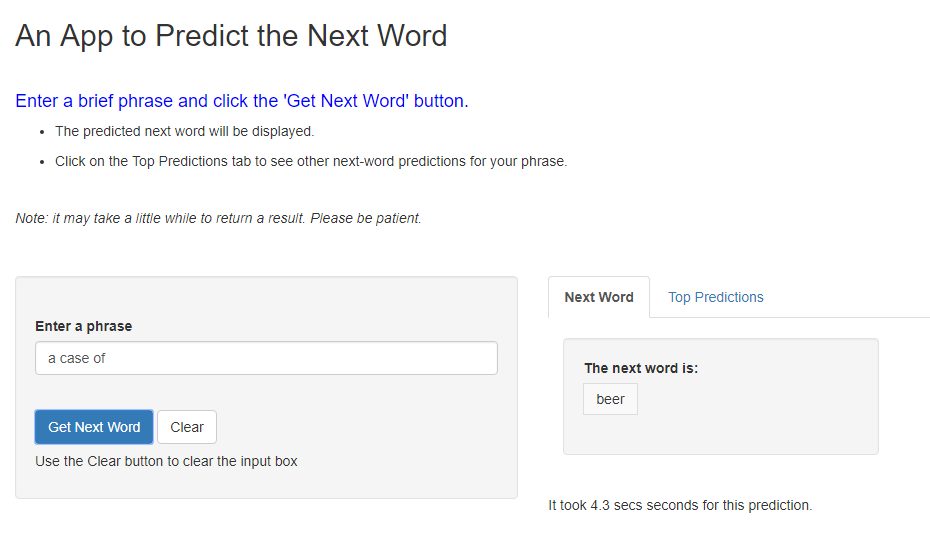 An App to Predict the Next Word
Enter a brief phrase and click the 'Get Next Word' button.
The predicted next word will be displayed.
Click on the Top Predictions tab to see other next-word predictions for your phrase.
Note: it may take a little while to return a result. Please be patient.
Enter a phrase
a case of
Get Next Word Clear
Use the Clear button to clear the input box
Next Word Top Predictions
The next word is:
beer
It took 4.3 secs seconds for this prediction.